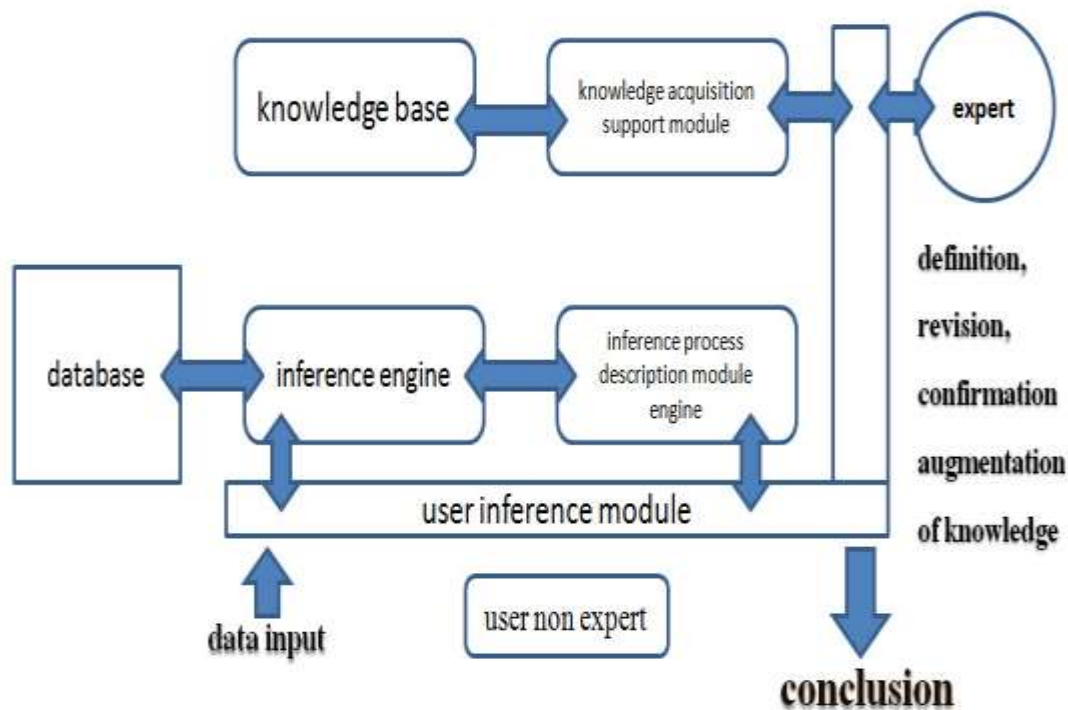 knowledge base
knowledge acquisition
support module
expert
definition,
revision,
confirmation
augmentation
of knowledge
database
inference engine
inference process
description module
engine
user inference module
data input
user non expert
conclusion